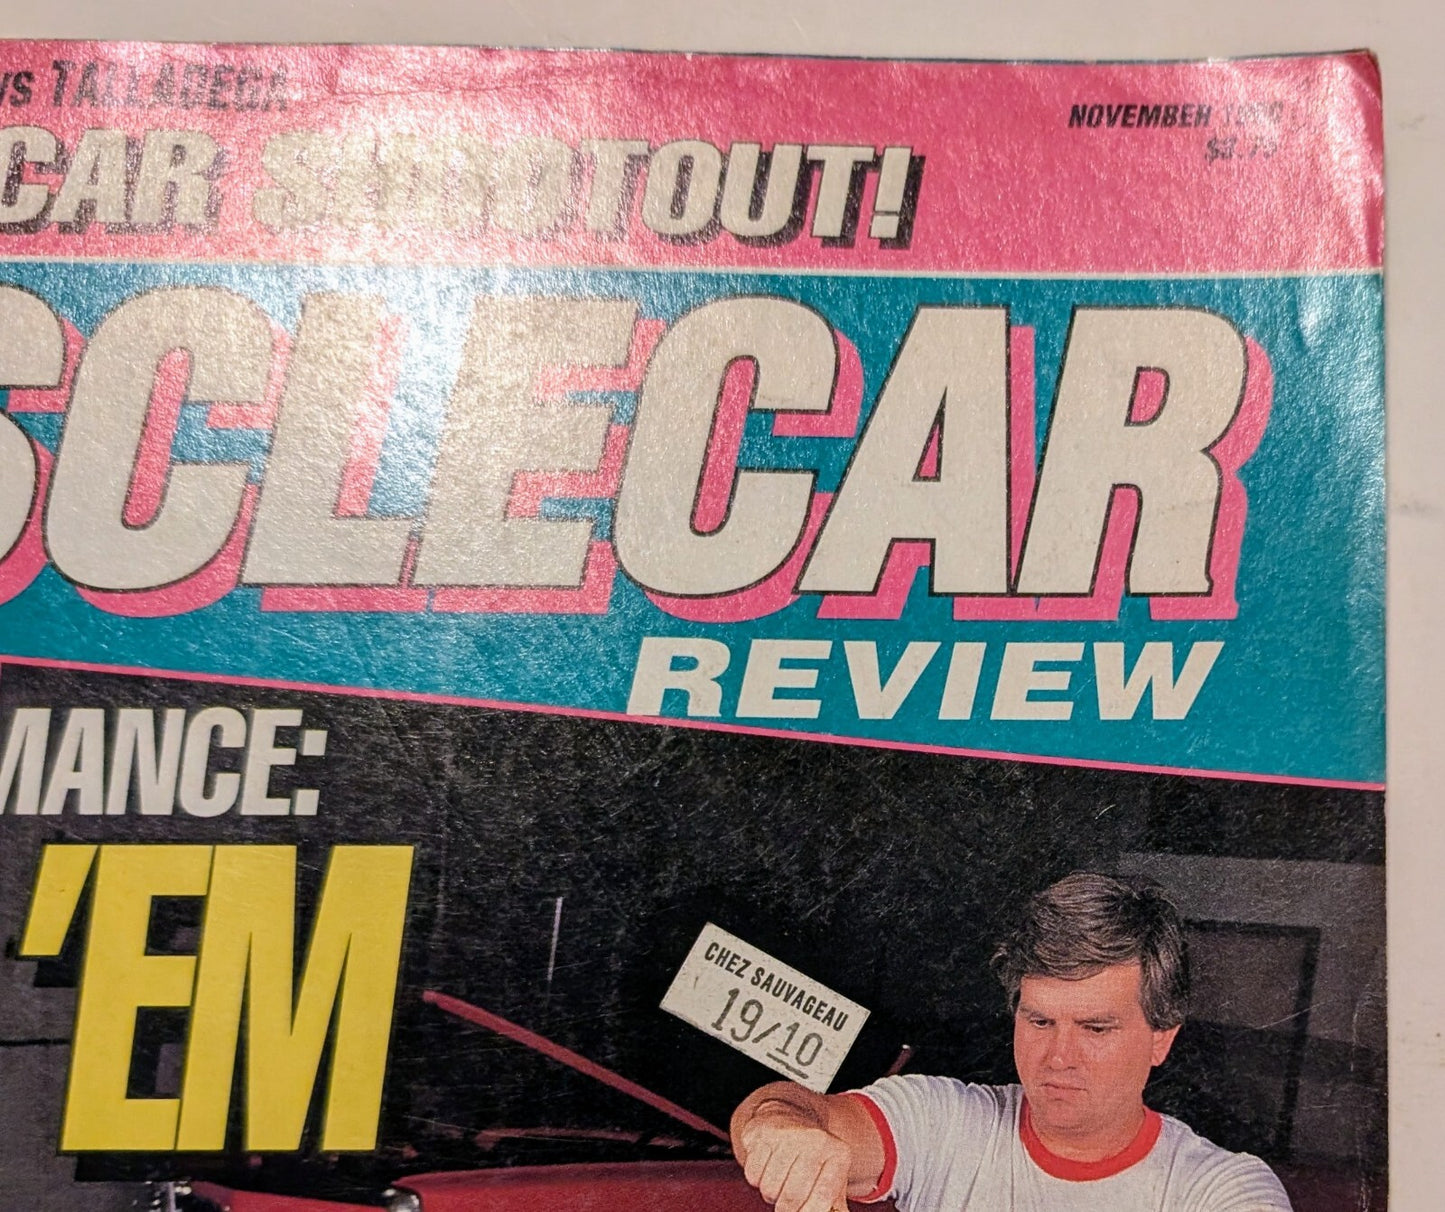 vs TALLADEGA
NOVEMBER
CAR SHOOTOUT!
SCLECAR
REVIEW
MANCE:
'EM
CHEZ SAUVAGEAU
19/10